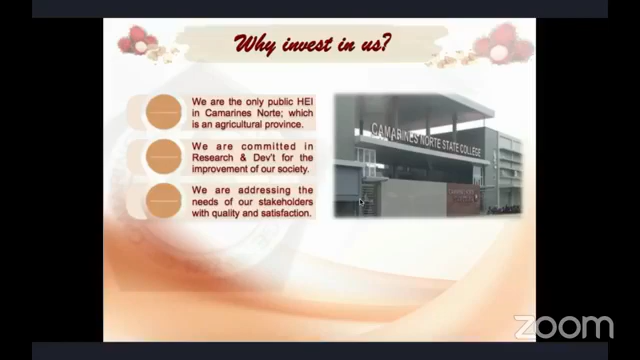 Why invest in us?
We are the only public HEI
in Camarines Norte; which
is an agricultural province.
We are committed in
Research & Dev't for the
improvement of our society.
We are addressing the
needs of our stakeholders
with quality and satisfaction.
CAMARINES NORTE STATE COLLEGE
zoom